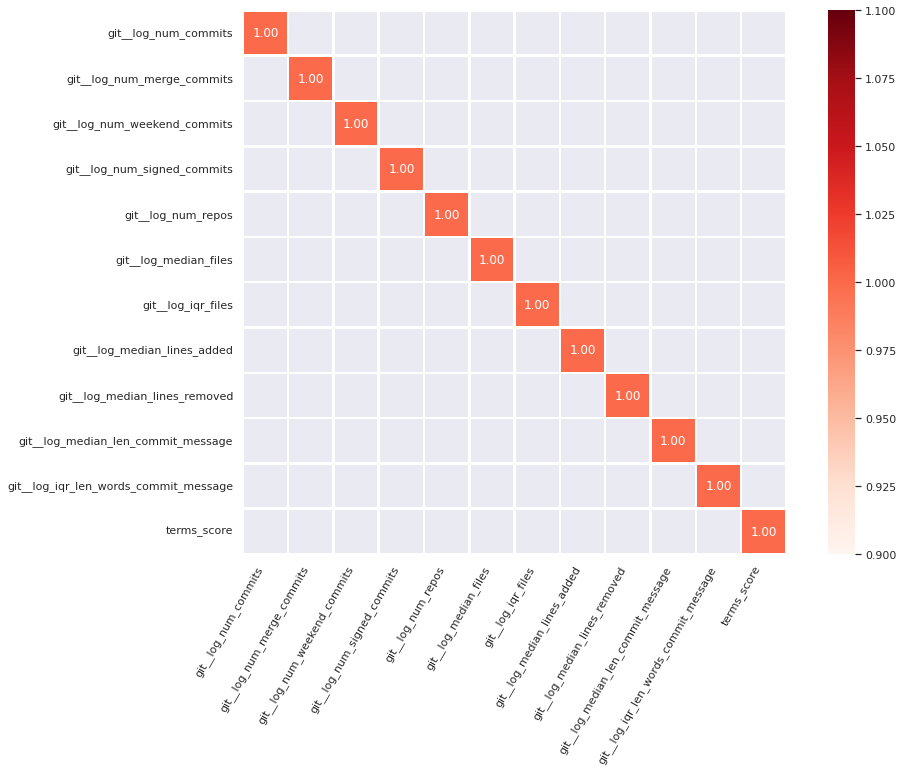 git__log_num_commits
git__log_num_merge_commits
git__log_num_weekend_commits
git__log_num_signed_commits
git__log_num_repos
git__log_median_files
git__log_iqr_files
git__log_median_lines_added
git__log_median_lines_removed
git__log_median_len_commit_message
git__log_iqr_len_words_commit_message
terms_score
1.00
1.00
1.00
1.00
1.00
1.00
1.00
1.00
1.00
1.00
1.00
1.00
git__log_num_commits
git__log_num_merge_commits
git__log_num_weekend_commits
git__log_num_signed_commits
git__log_num_repos
git__log_median_files
git__log_iqr_files
git__log_median_lines_added
git__log_median_lines_removed
git__log_median_len_commit_message
git__log_iqr_len_words_commit_message
terms_score
1.100
1.075
1.050
1.025
1.000
0.975
0.950
0.925
0.900